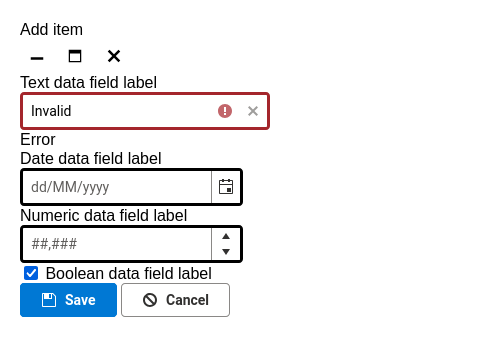 Add item
Text data field label
Invalid
Error
Date data field label
dd/MM/yyyy
Numeric data field label
##,###
Boolean data field label
Save
Cancel